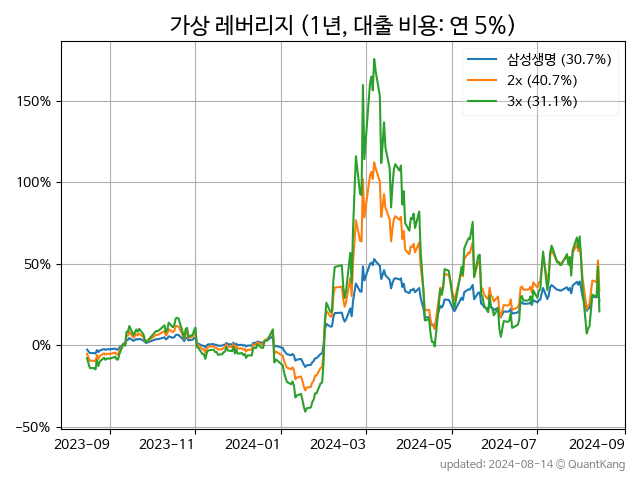 가상 레버리지 (1년, 대출 비용: 연 5%)
삼성생명 (30.7%)
2x (40.7%)
3x (31.1%)
150%
100%
50%
0%
−50%
2023-09 2023-11 2024-01 2024-03 2024-05 2024-07 2024-09
updated: 2024-08-14 © QuantKang